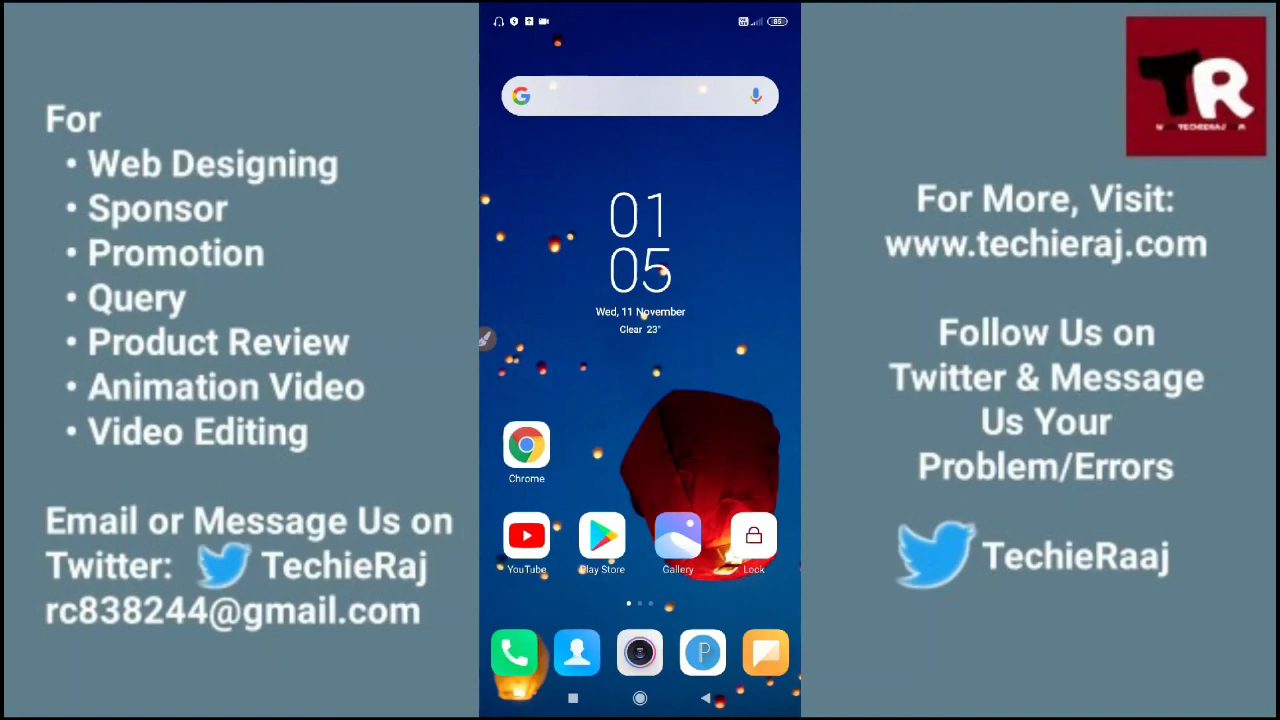 For
• Web Designing
• Sponsor
• Promotion
• Query
• Product Review
• Animation Video
• Video Editing
Email or Message Us on
Twitter: TechieRaj
rc838244@gmail.com
85
01
05
Wed, 11 November
Clear 23°
Chrome
YouTube
Play Store
Gallery
Lock
P
TR
For More, Visit:
www.techieraj.com
Follow Us on
Twitter & Message
Us Your
Problem/Errors
TechieRaaj